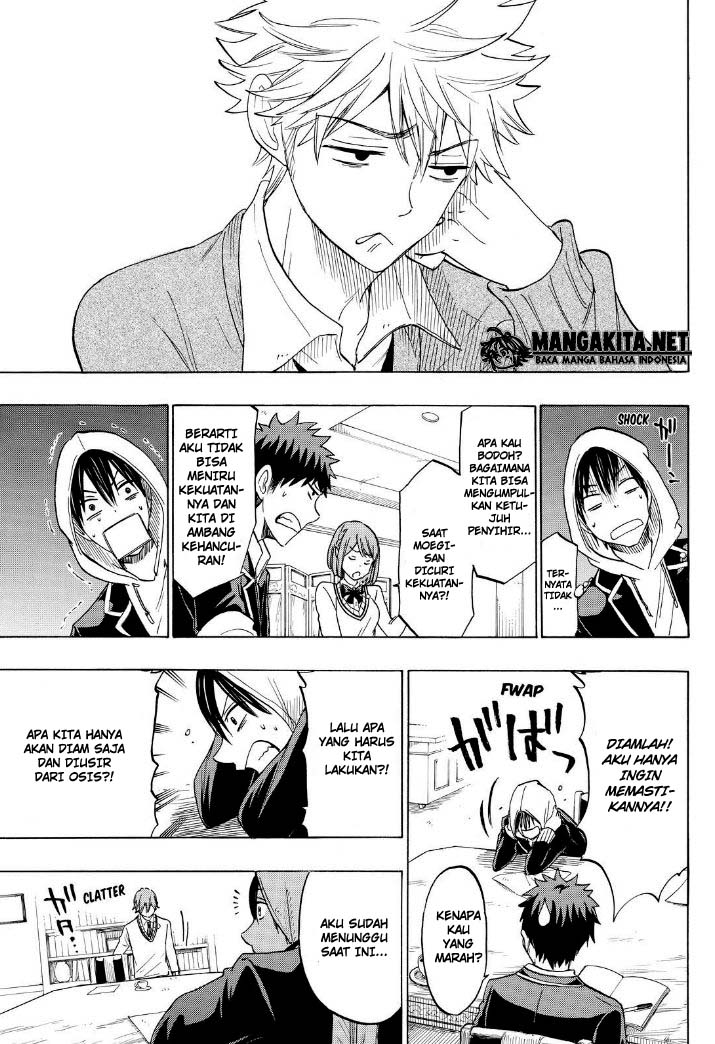 MANGAKITA.NET
BACA MANGA BAHASA INDONESIA
SHOCK
ガーン
TER-
NYATA
TIDAK
...
APA KAU
BODOH?
BAGAIMANA
KITA BISA
MENGUMPUL-
KAN KETU-
JUH
PENYIHIR...
SAAT
MOEGI-
SAN
DICURI
KEKUATAN-
NYA?!
BERARTI
AKU TIDAK
BISA
MENIRU
KEKUATAN-
NYA DAN
KITA DI
AMBANG
KEHANCU-
RAN!
FWAP
がばっ
DIAMLAH!
AKU HANYA
INGIN
MEMASTI-
KANNYA!!
KENAPA
KAU
YANG
MARAH?
LALU APA
YANG HARUS
KITA
LAKUKAN?!
APA KITA HANYA
AKAN DIAM SAJA
DAN DIUSIR
DARI OSIS?!
AKU SUDAH
MENUNGGU
SAAT INI...
CLATTER
ガタ...